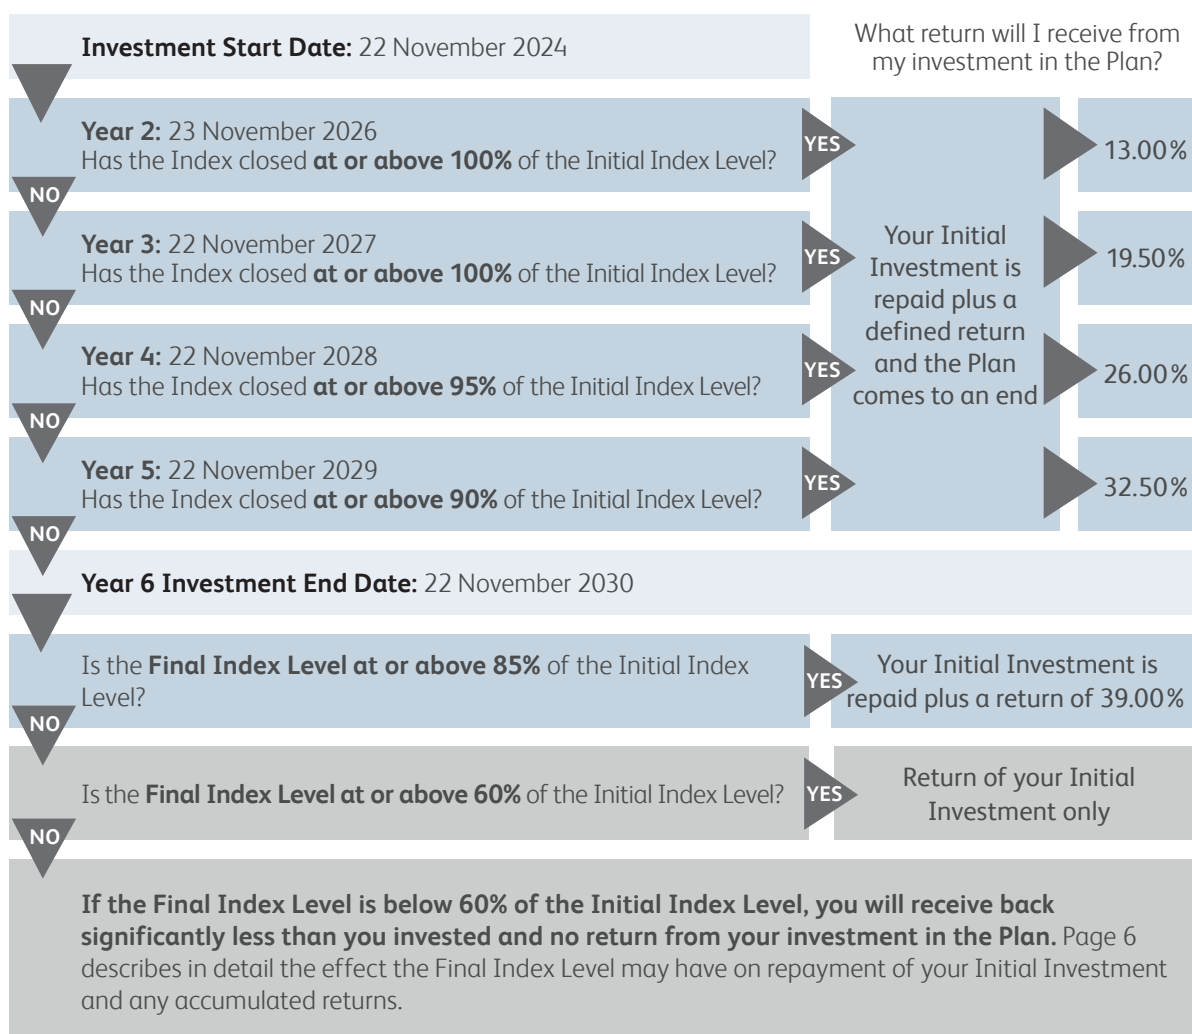 Investment Start Date: 22 November 2024
What return will I receive from
my investment in the Plan?
Year 2: 23 November 2026
Has the Index closed at or above 100% of the Initial Index Level?
YES
13.00%
NO
Year 3: 22 November 2027
Has the Index closed at or above 100% of the Initial Index Level?
YES
19.50%
NO
Year 4: 22 November 2028
Has the Index closed at or above 95% of the Initial Index Level?
YES
26.00%
NO
Year 5: 22 November 2029
Has the Index closed at or above 90% of the Initial Index Level?
YES
32.50%
NO
Your Initial
Investment is
repaid plus a
defined return
and the Plan
comes to an end
Year 6 Investment End Date: 22 November 2030
Is the Final Index Level at or above 85% of the Initial Index
Level?
YES
Your Initial Investment is
repaid plus a return of 39.00%
NO
Is the Final Index Level at or above 60% of the Initial Index Level?
YES
Return of your Initial
Investment only
NO
If the Final Index Level is below 60% of the Initial Index Level, you will receive back
significantly less than you invested and no return from your investment in the Plan. Page 6
describes in detail the effect the Final Index Level may have on repayment of your Initial Investment
and any accumulated returns.